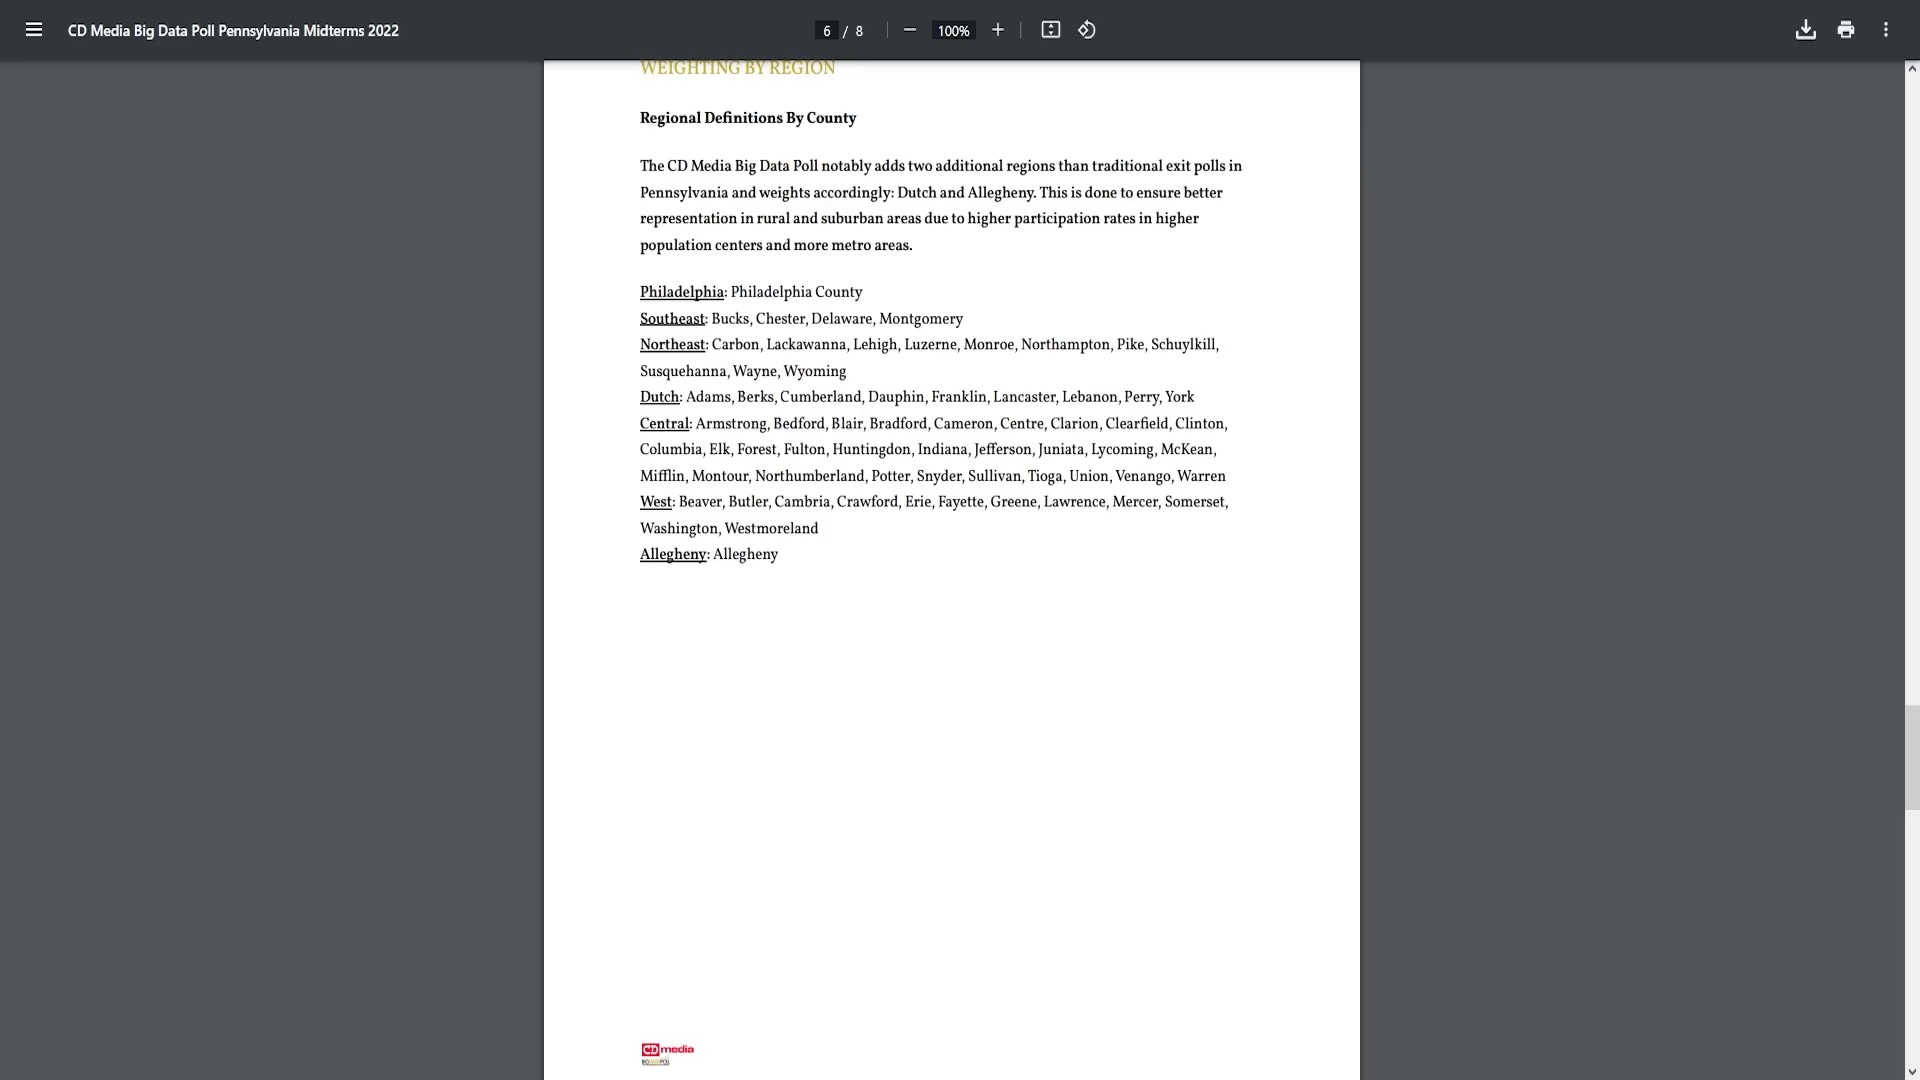 CD Media Big Data Poll Pennsylvania Midterms 2022
6 / 8
100%
WEIGHTING BY REGION
Regional Definitions By County
The CD Media Big Data Poll notably adds two additional regions than traditional exit polls in
Pennsylvania and weights accordingly: Dutch and Allegheny. This is done to ensure better
representation in rural and suburban areas due to higher participation rates in higher
population centers and more metro areas.
Philadelphia: Philadelphia County
Southeast: Bucks, Chester, Delaware, Montgomery
Northeast: Carbon, Lackawanna, Lehigh, Luzerne, Monroe, Northampton, Pike, Schuylkill,
Susquehanna, Wayne, Wyoming
Dutch: Adams, Berks, Cumberland, Dauphin, Franklin, Lancaster, Lebanon, Perry, York
Central: Armstrong, Bedford, Blair, Bradford, Cameron, Centre, Clarion, Clearfield, Clinton,
Columbia, Elk, Forest, Fulton, Huntingdon, Indiana, Jefferson, Juniata, Lycoming, McKean,
Mifflin, Montour, Northumberland, Potter, Snyder, Sullivan, Tioga, Union, Venango, Warren
West: Beaver, Butler, Cambria, Crawford, Erie, Fayette, Greene, Lawrence, Mercer, Somerset,
Washington, Westmoreland
Allegheny: Allegheny
CD media
BIGDATAPOLL